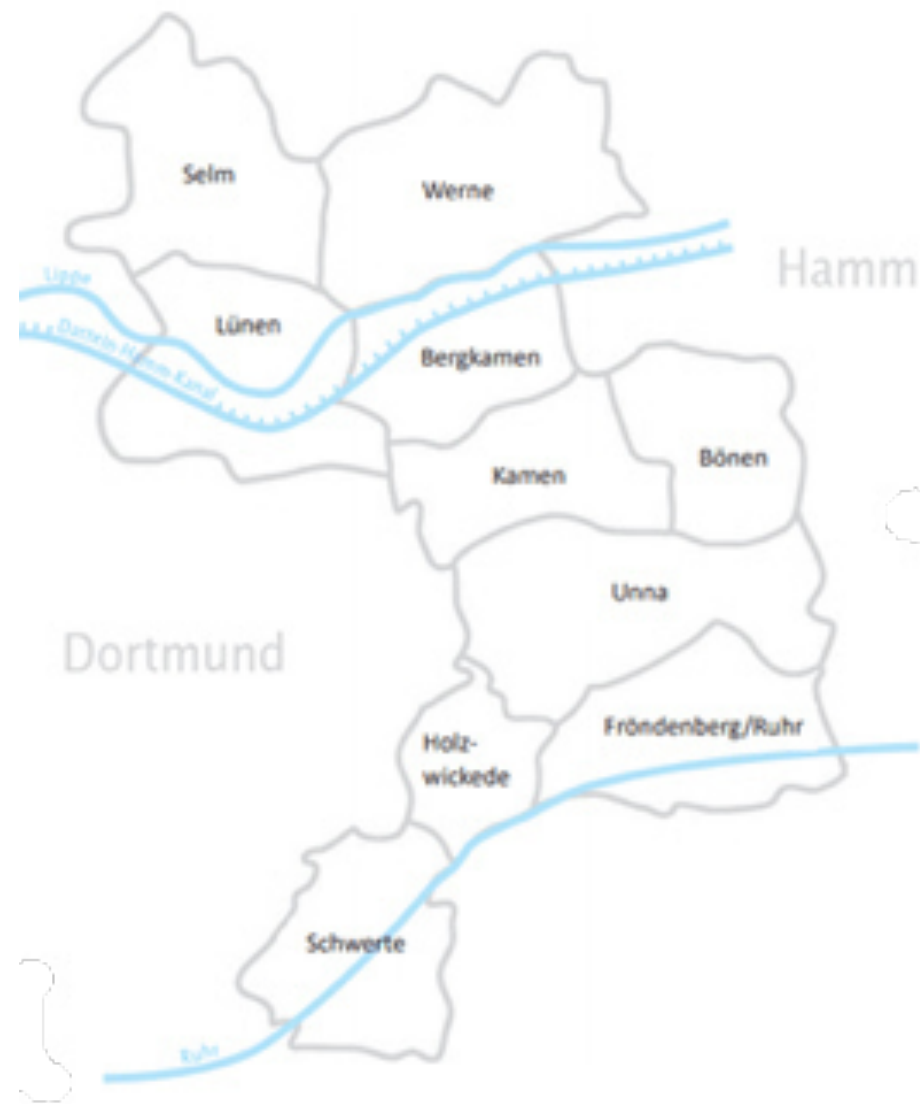 Selm
Werne
Hamm
Lippe
Lünen
Datteln-Hamm-Kanal
Bergkamen
Bönen
Kamen
Unna
Dortmund
Fröndenberg/Ruhr
Holz-
wickede
Schwerte
Ruhr